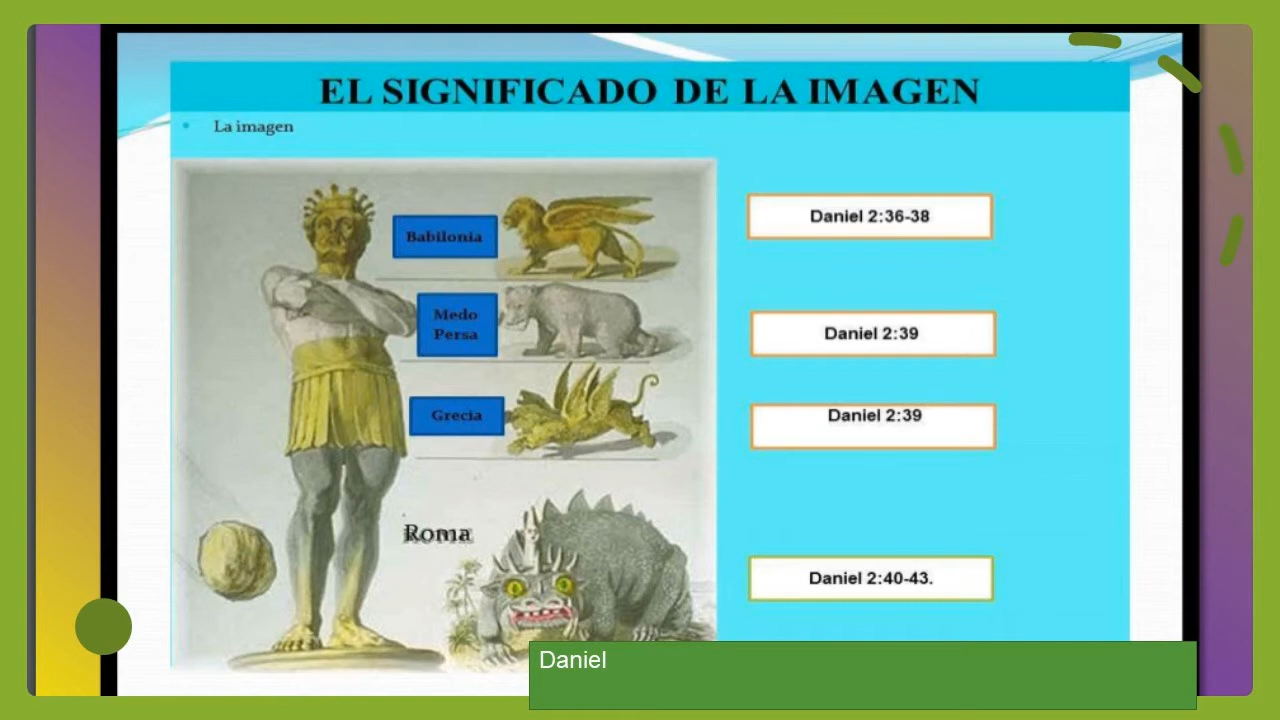 EL SIGNIFICADO DE LA IMAGEN
• La imagen
Babilonia
Daniel 2:36-38
Medo
Persa
Daniel 2:39
Grecia
Daniel 2:39
Roma
Daniel 2:40-43.
Daniel